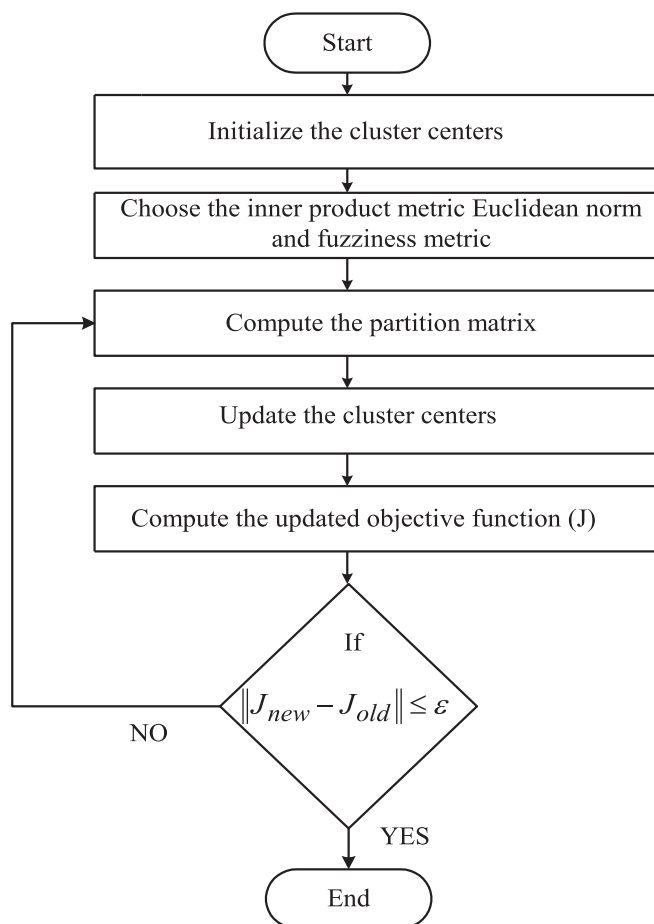 Start
Initialize the cluster centers
Choose the inner product metric Euclidean norm
and fuzziness metric
Compute the partition matrix
Update the cluster centers
Compute the updated objective function (J)
If
‖J_new − J_old‖ ≤ ε
NO
YES
End